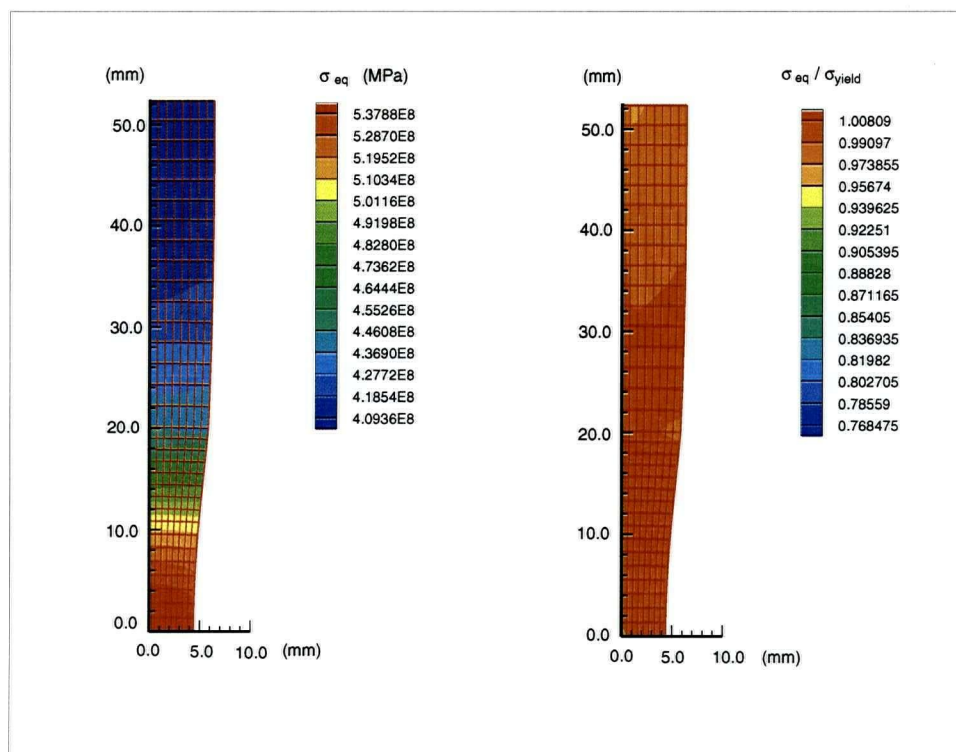 (mm)
σ eq (MPa)
50.0
40.0
30.0
20.0
10.0
0.0
0.0 5.0 10.0 (mm)
5.3788E8
5.2870E8
5.1952E8
5.1034E8
5.0116E8
4.9198E8
4.8280E8
4.7362E8
4.6444E8
4.5526E8
4.4608E8
4.3690E8
4.2772E8
4.1854E8
4.0936E8
(mm)
σ eq / σyield
50.0
40.0
30.0
20.0
10.0
0.0
0.0 5.0 10.0 (mm)
1.00809
0.99097
0.973855
0.95674
0.939625
0.92251
0.905395
0.88828
0.871165
0.85405
0.836935
0.81982
0.802705
0.78559
0.768475